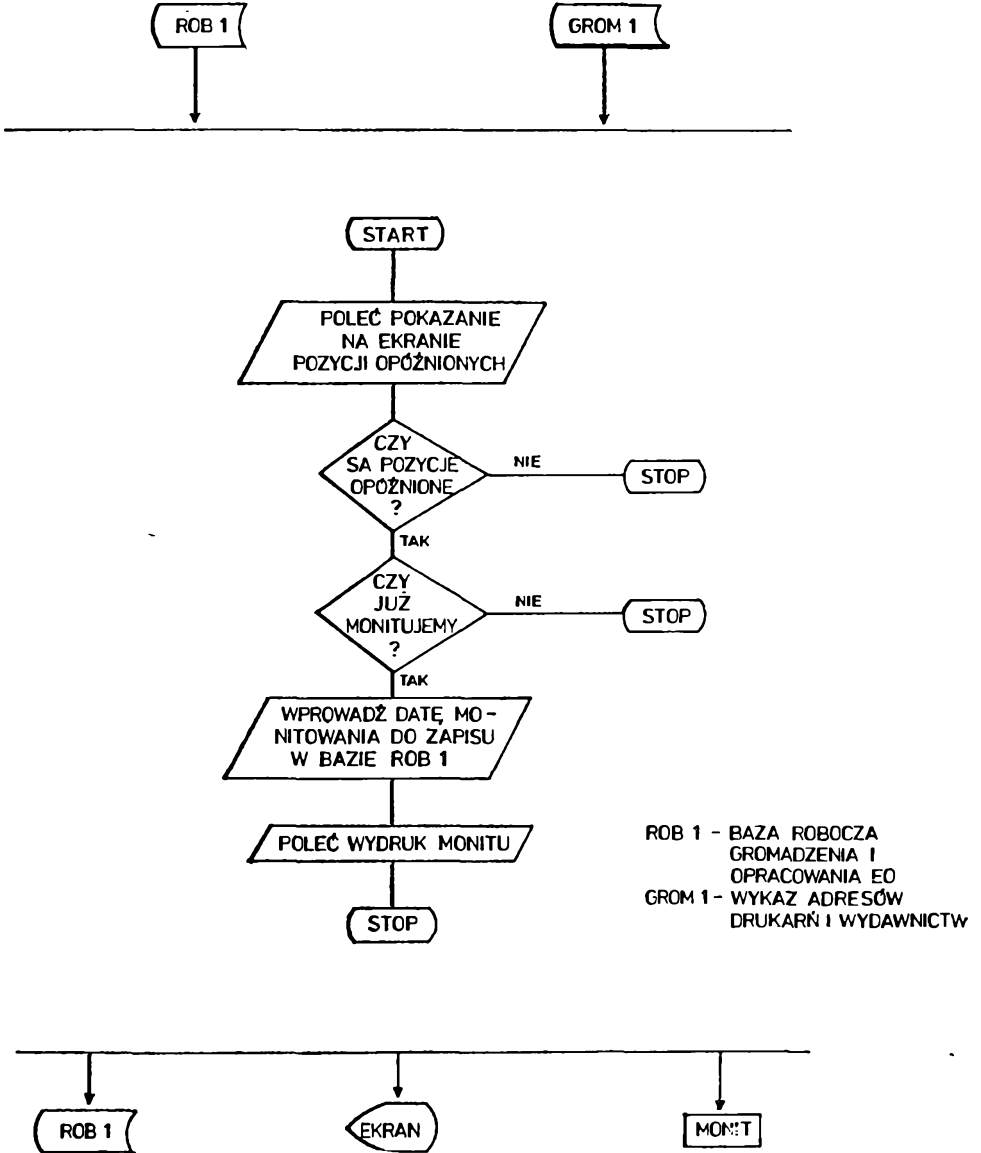 ROB 1
GROM 1
START
POLEĆ POKAZANIE
NA EKRANIE
POZYCJI OPÓŹNIONYCH
CZY
SA POZYCJE
OPÓŹNIONE
?
NIE
STOP
TAK
CZY
JUŻ
MONITUJEMY
?
NIE
STOP
TAK
WPROWADŹ DATĘ MO-
NITOWANIA DO ZAPISU
W BAZIE ROB 1
POLEĆ WYDRUK MONITU
STOP
ROB 1 - BAZA ROBOCZA
GROMADZENIA I
OPRACOWANIA EO
GROM 1 - WYKAZ ADRESÓW
DRUKARŃ I WYDAWNICTW
ROB 1
EKRAN
MONIT